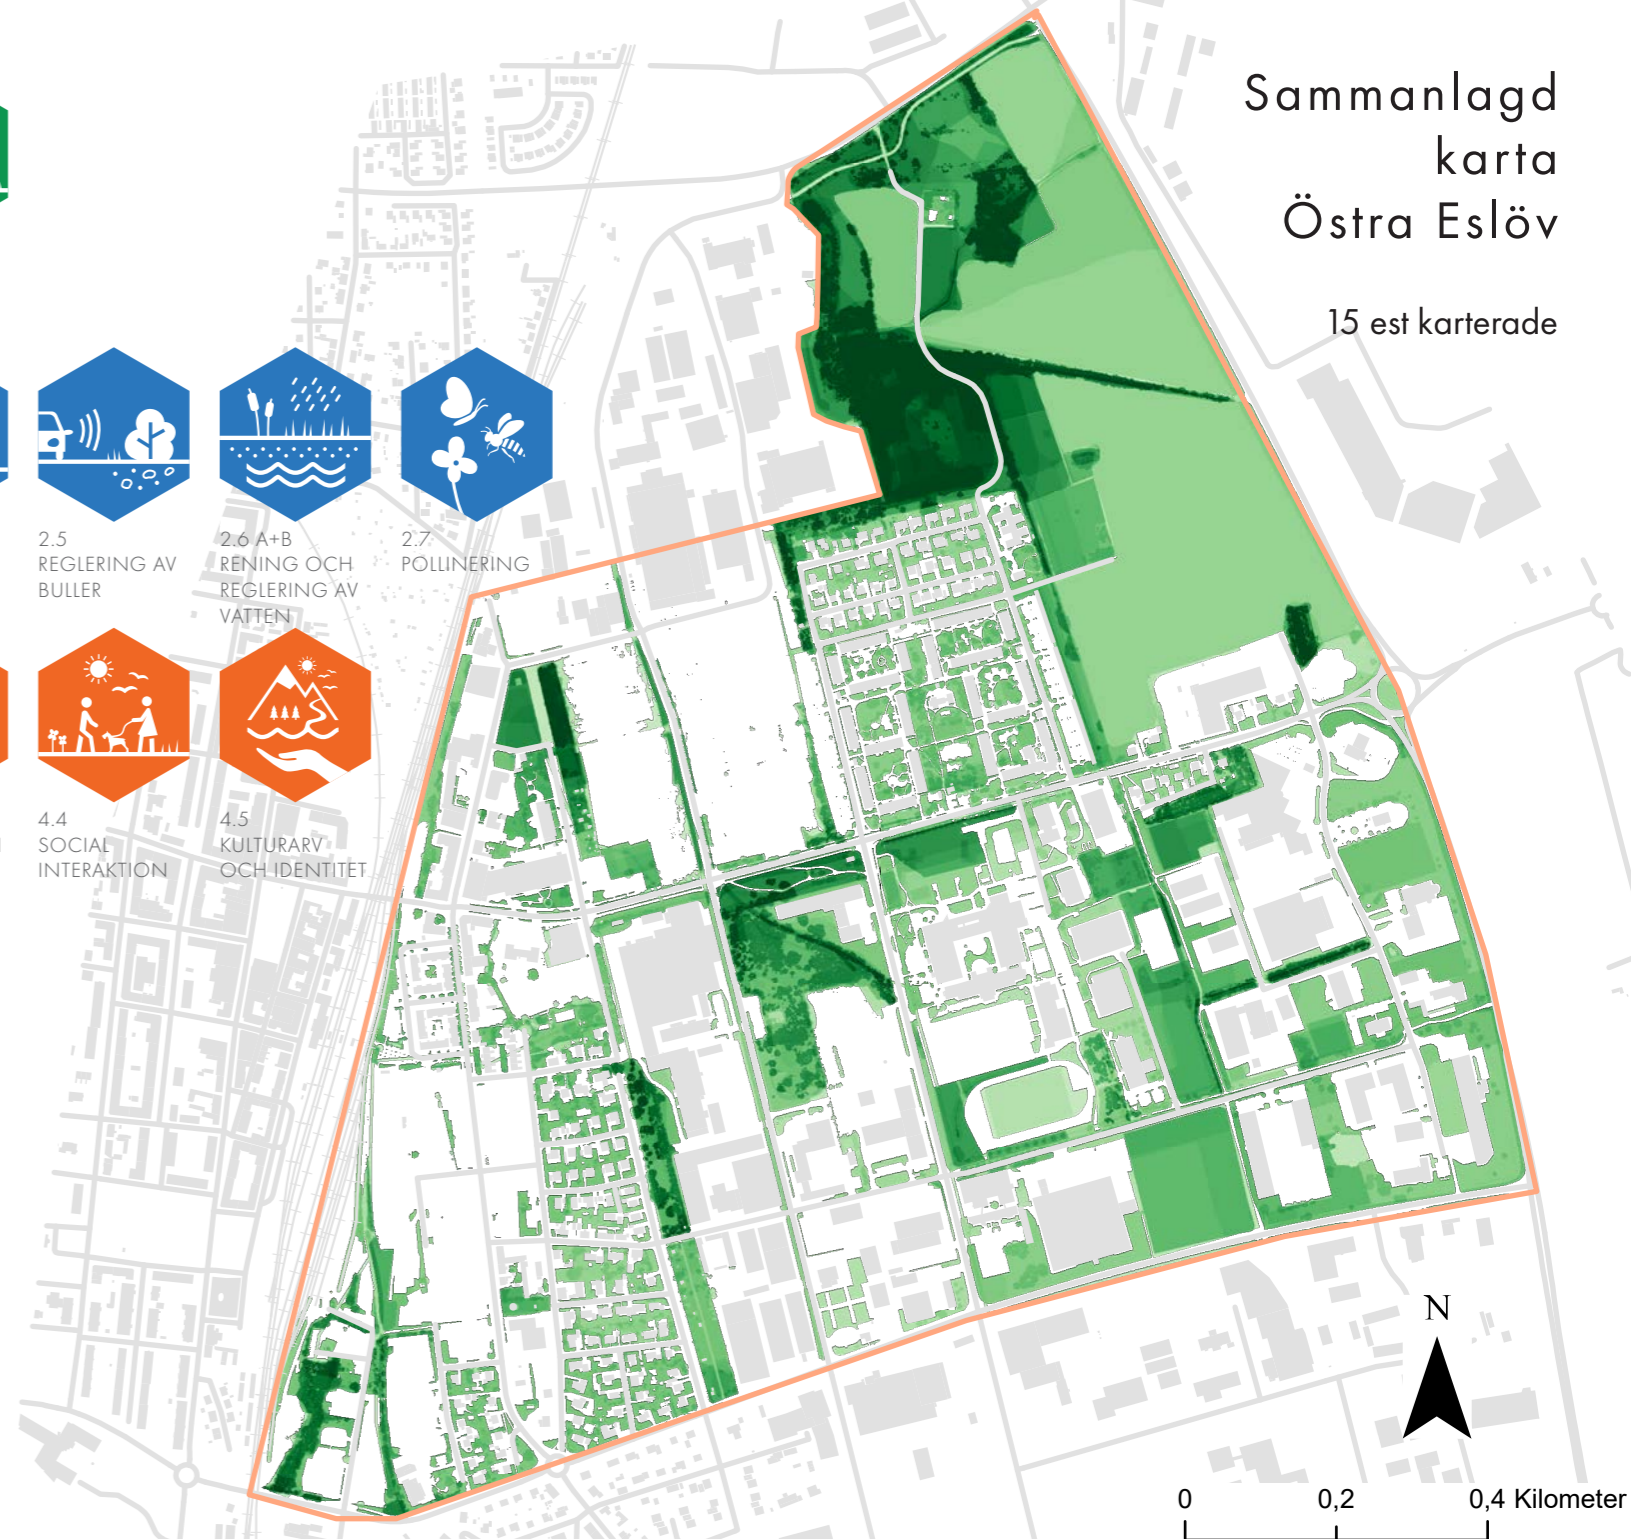 Sammanlagd
karta
Östra Eslöv
15 est karterade
2.5
REGLERING AV
BULLER
2.6 A+B
RENING OCH
REGLERING AV
VATTEN
2.7
POLLINERING
4.4
SOCIAL
INTERAKTION
4.5
KULTURARV
OCH IDENTITET
N
0 0,2 0,4 Kilometer